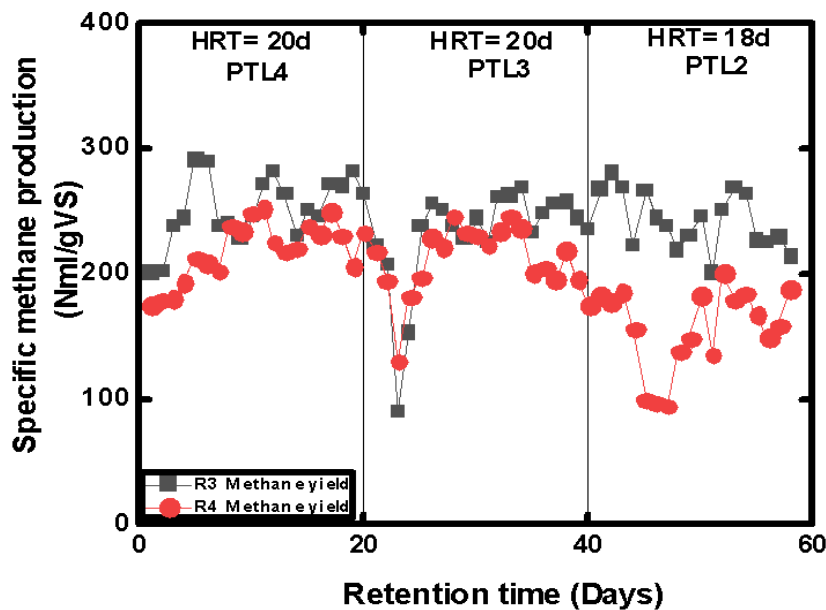 400
300
200
100
0
Specific methane production
(Nml/gVS)
HRT= 20d
PTL4
HRT= 20d
PTL3
HRT= 18d
PTL2
R3 Methane yield
R4 Methane yield
0
20
40
60
Retention time (Days)